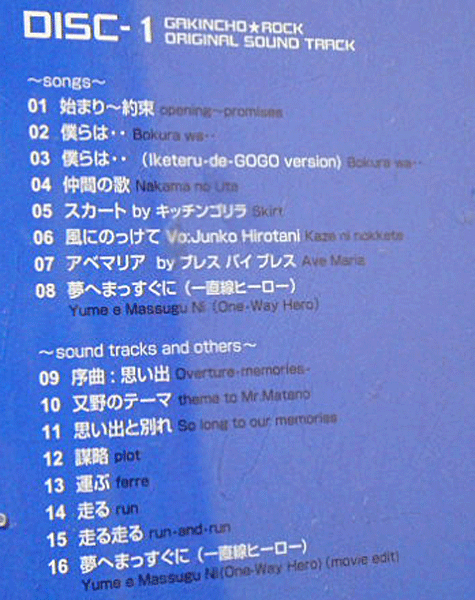 DISC-1 GAKINCHO★ROCK
ORIGINAL SOUND TRACK
～songs～
01 始まり～約束 opening～promises
02 僕らは‥ Bokura wa‥
03 僕らは‥ (Iketeru-de-GOGO version) Bokura wa‥
04 仲間の歌 Nakama no Uta
05 スカート by キッチンゴリラ Skirt
06 風にのっけて Vo:Junko Hirotani Kaze ni nokkete
07 アベマリア by ブレス バイ ブレス Ave Maria
08 夢へまっすぐに (一直線ヒーロー)
Yume e Massugu Ni (One-Way Hero)
～sound tracks and others～
09 序曲：思い出 Overture-memories-
10 又野のテーマ thema to Mr.Matano
11 思い出と別れ So long to our memories
12 謀略 plot
13 運ぶ ferre
14 走る run
15 走る走る run-and-run
16 夢へまっすぐに (一直線ヒーロー)
Yume e Massugu Ni(One-Way Hero) (movie edit)